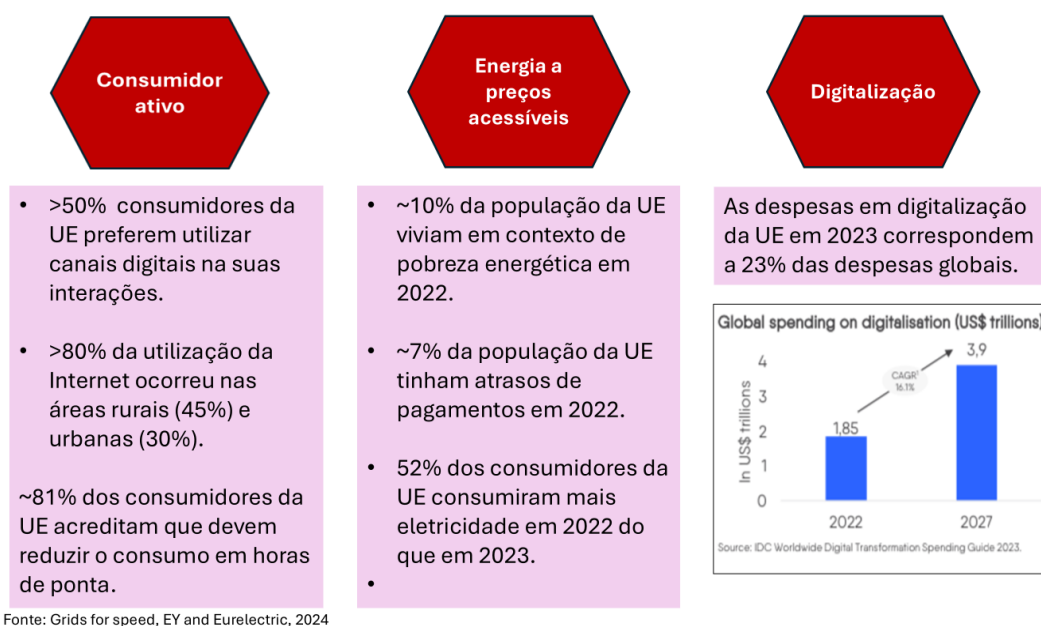 Consumidor
ativo
Energia a
preços
acessíveis
Digitalização
• >50% consumidores da
UE preferem utilizar
canais digitais na suas
interações.
• >80% da utilização da
Internet ocorreu nas
áreas rurais (45%) e
urbanas (30%).
~81% dos consumidores da
UE acreditam que devem
reduzir o consumo em horas
de ponta.
• ~10% da população da UE
viviam em contexto de
pobreza energética em
2022.
• ~7% da população da UE
tinham atrasos de
pagamentos em 2022.
• 52% dos consumidores da
UE consumiram mais
eletricidade em 2022 do
que em 2023.
•
As despesas em digitalização
da UE em 2023 correspondem
a 23% das despesas globais.
Global spending on digitalisation (US$ trillions)
In US$ trillions
4
3
2
1
0
1,85
CAGR¹
16.1%
3,9
2022
2027
Source: IDC Worldwide Digital Transformation Spending Guide 2023.
Fonte: Grids for speed, EY and Eurelectric, 2024